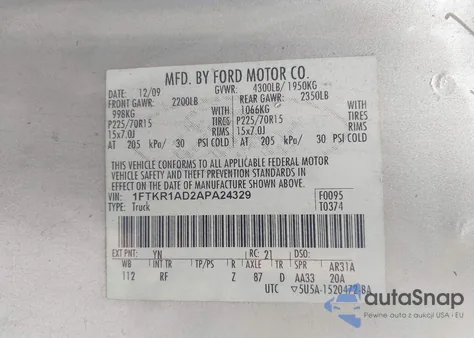 MFD. BY FORD MOTOR CO.
DATE: 12/09 GVWR: 4300LB/ 1950KG
FRONT GAWR: 2200LB REAR GAWR: 2350LB
998KG WITH 1066KG WITH
P225/70R15 TIRES P225/70R15 TIRES
15x7.0J RIMS 15x7.0J RIMS
AT 205 kPa/ 30 PSI COLD AT 205 kPa/ 30 PSI COLD
THIS VEHICLE CONFORMS TO ALL APPLICABLE FEDERAL MOTOR
VEHICLE SAFETY AND THEFT PREVENTION STANDARDS IN EFFECT ON
THE DATE OF MANUFACTURE SHOWN ABOVE.
VIN: 1FTKR1AD2APA24329 F0095
TYPE: Truck T0374
EXT PNT: YN RC: 21 DSO:
WB INT TR TP/PS R AXLE TR SPR AR31A
112 RF Z 87 D AA33 20A
UTC ▽5U5A-1520472-BA
autoSnap
Pewne auta z USA i EU